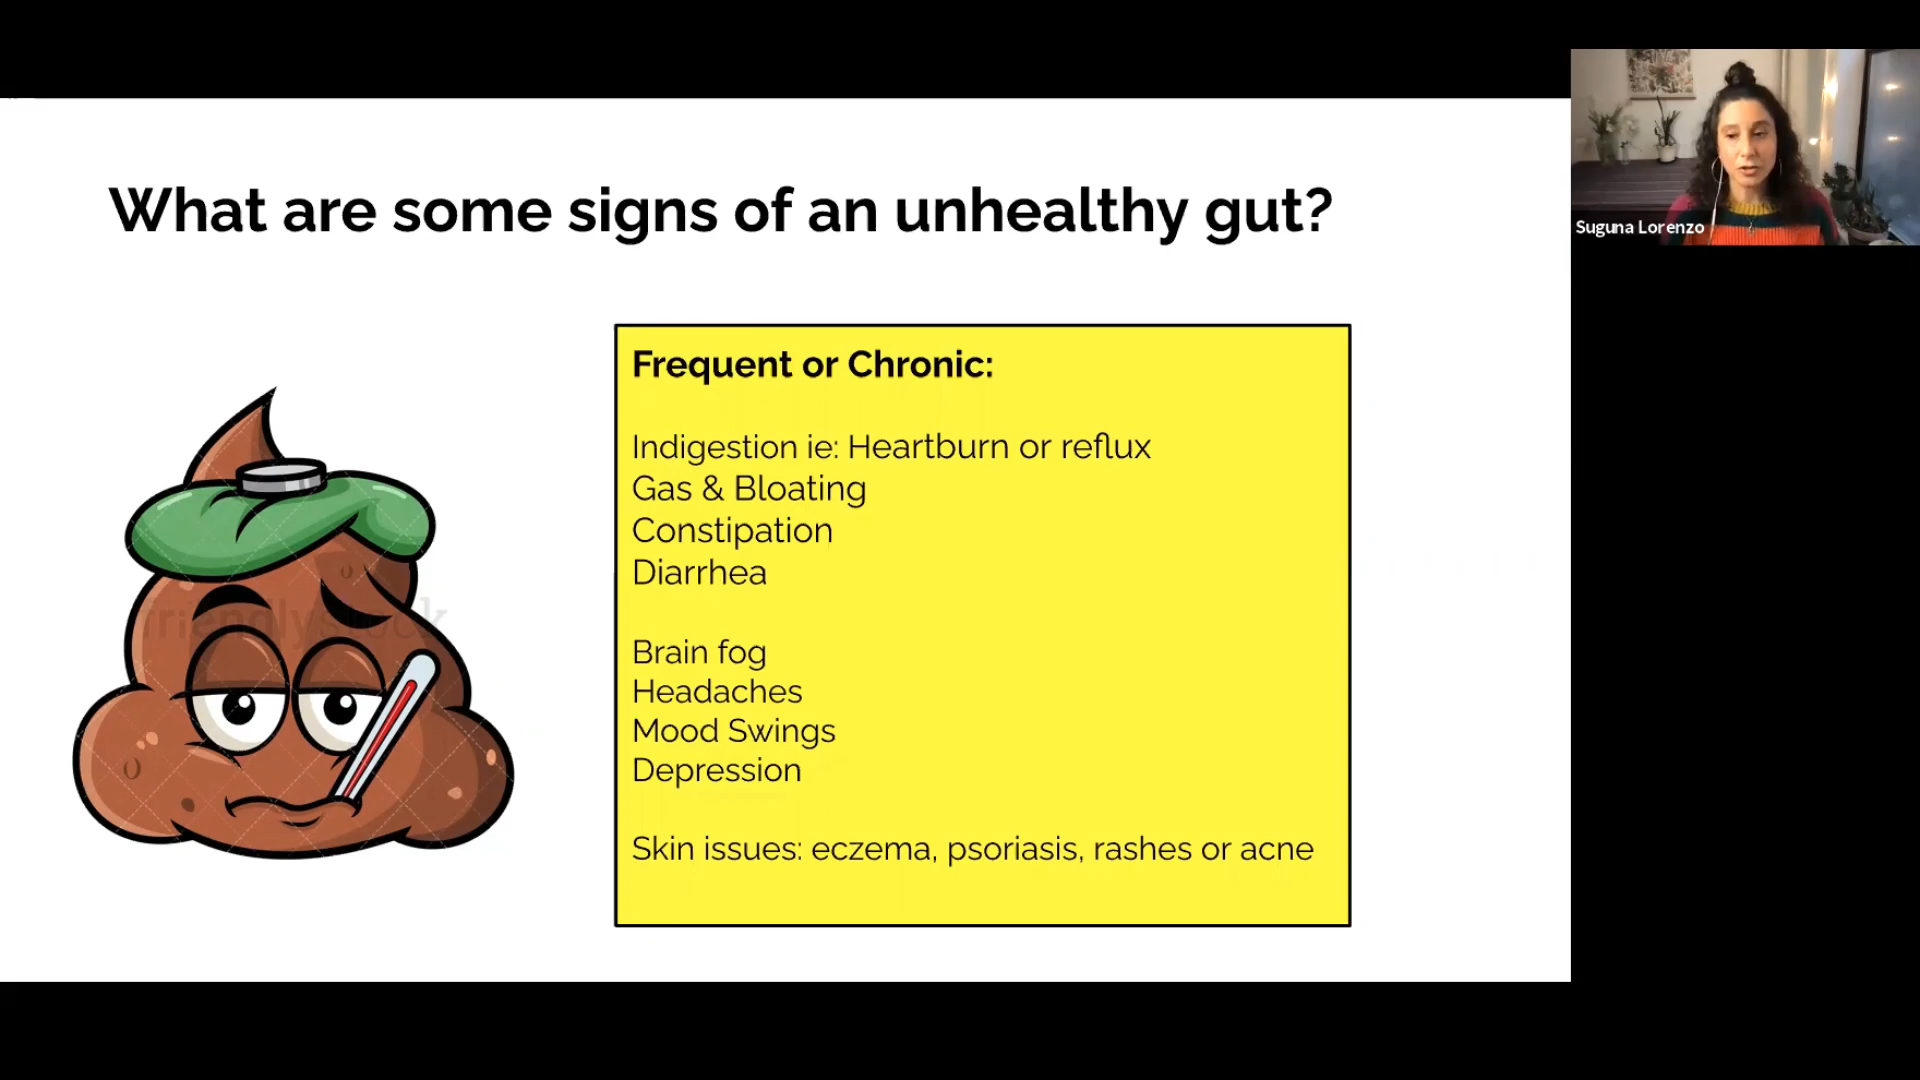 What are some signs of an unhealthy gut?
Suguna Lorenzo
Frequent or Chronic:
Indigestion ie: Heartburn or reflux
Gas & Bloating
Constipation
Diarrhea
Brain fog
Headaches
Mood Swings
Depression
Skin issues: eczema, psoriasis, rashes or acne
friendlystock